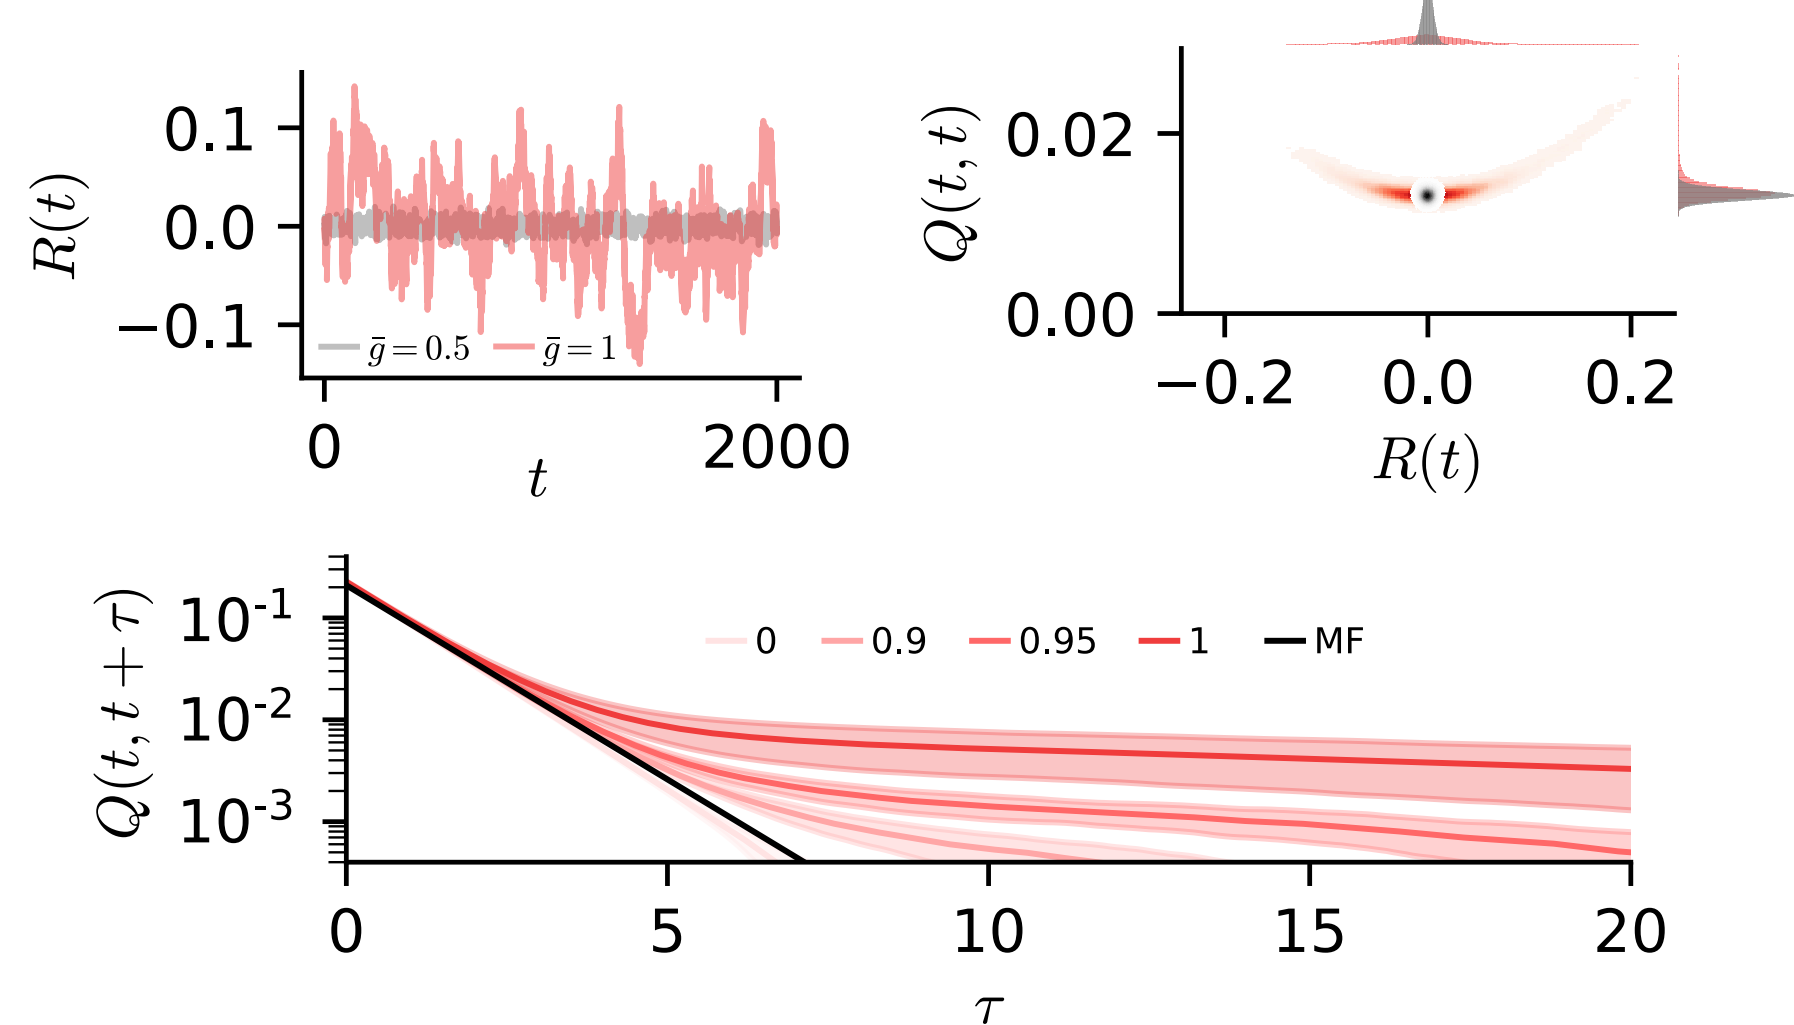 R(t)
0.1
0.0
−0.1
ḡ = 0.5 ḡ = 1
0 2000
t
Q(t, t)
0.02
0.00
−0.2 0.0 0.2
R(t)
Q(t, t + τ)
10-1
10-2
10-3
0 0.9 0.95 1 MF
0 5 10 15 20
τ